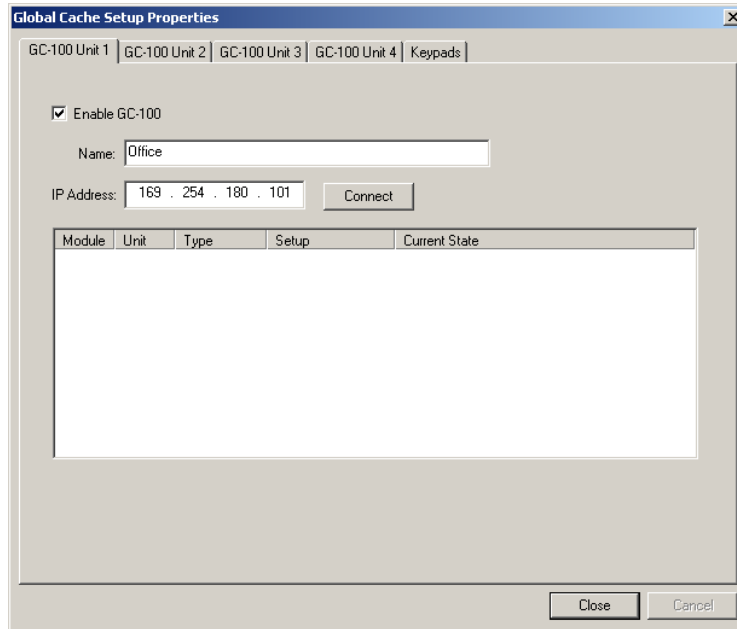 Global Cache Setup Properties
GC-100 Unit 1 GC-100 Unit 2 GC-100 Unit 3 GC-100 Unit 4 Keypads
Enable GC-100
Name: Office
IP Address: 169 . 254 . 180 . 101 Connect
Module Unit Type Setup Current State
Close Cancel